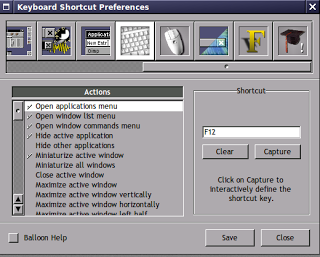 Keyboard Shortcut Preferences
Applicatio
New Entr
Actions
Open applications menu
Open window list menu
Open window commands menu
Hide active application
Hide other applications
Miniaturize active window
Miniaturize all windows
Close active window
Maximize active window
Maximize active window vertically
Maximize active window horizontally
Maximize active window left half
Shortcut
F12
Clear
Capture
Click on Capture to
interactively define the
shortcut key.
Balloon Help
Save
Close